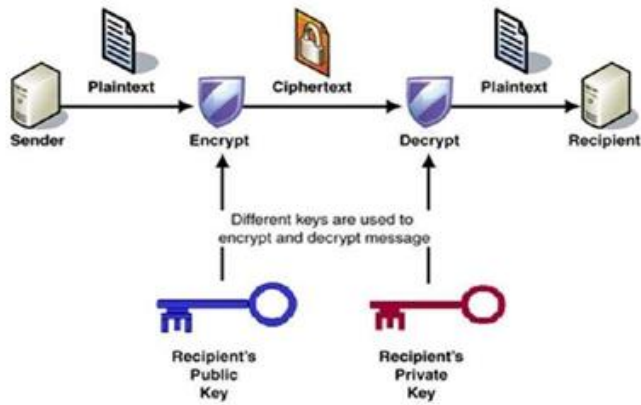 Plaintext
Ciphertext
Plaintext
Sender
Encrypt
Decrypt
Recipient
Different keys are used to
encrypt and decrypt message
Recipient's
Public
Key
Recipient's
Private
Key